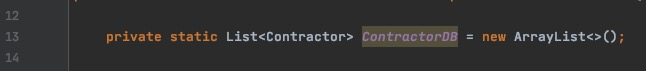 12
13 private static List<Contractor> ContractorDB = new ArrayList<>();
14